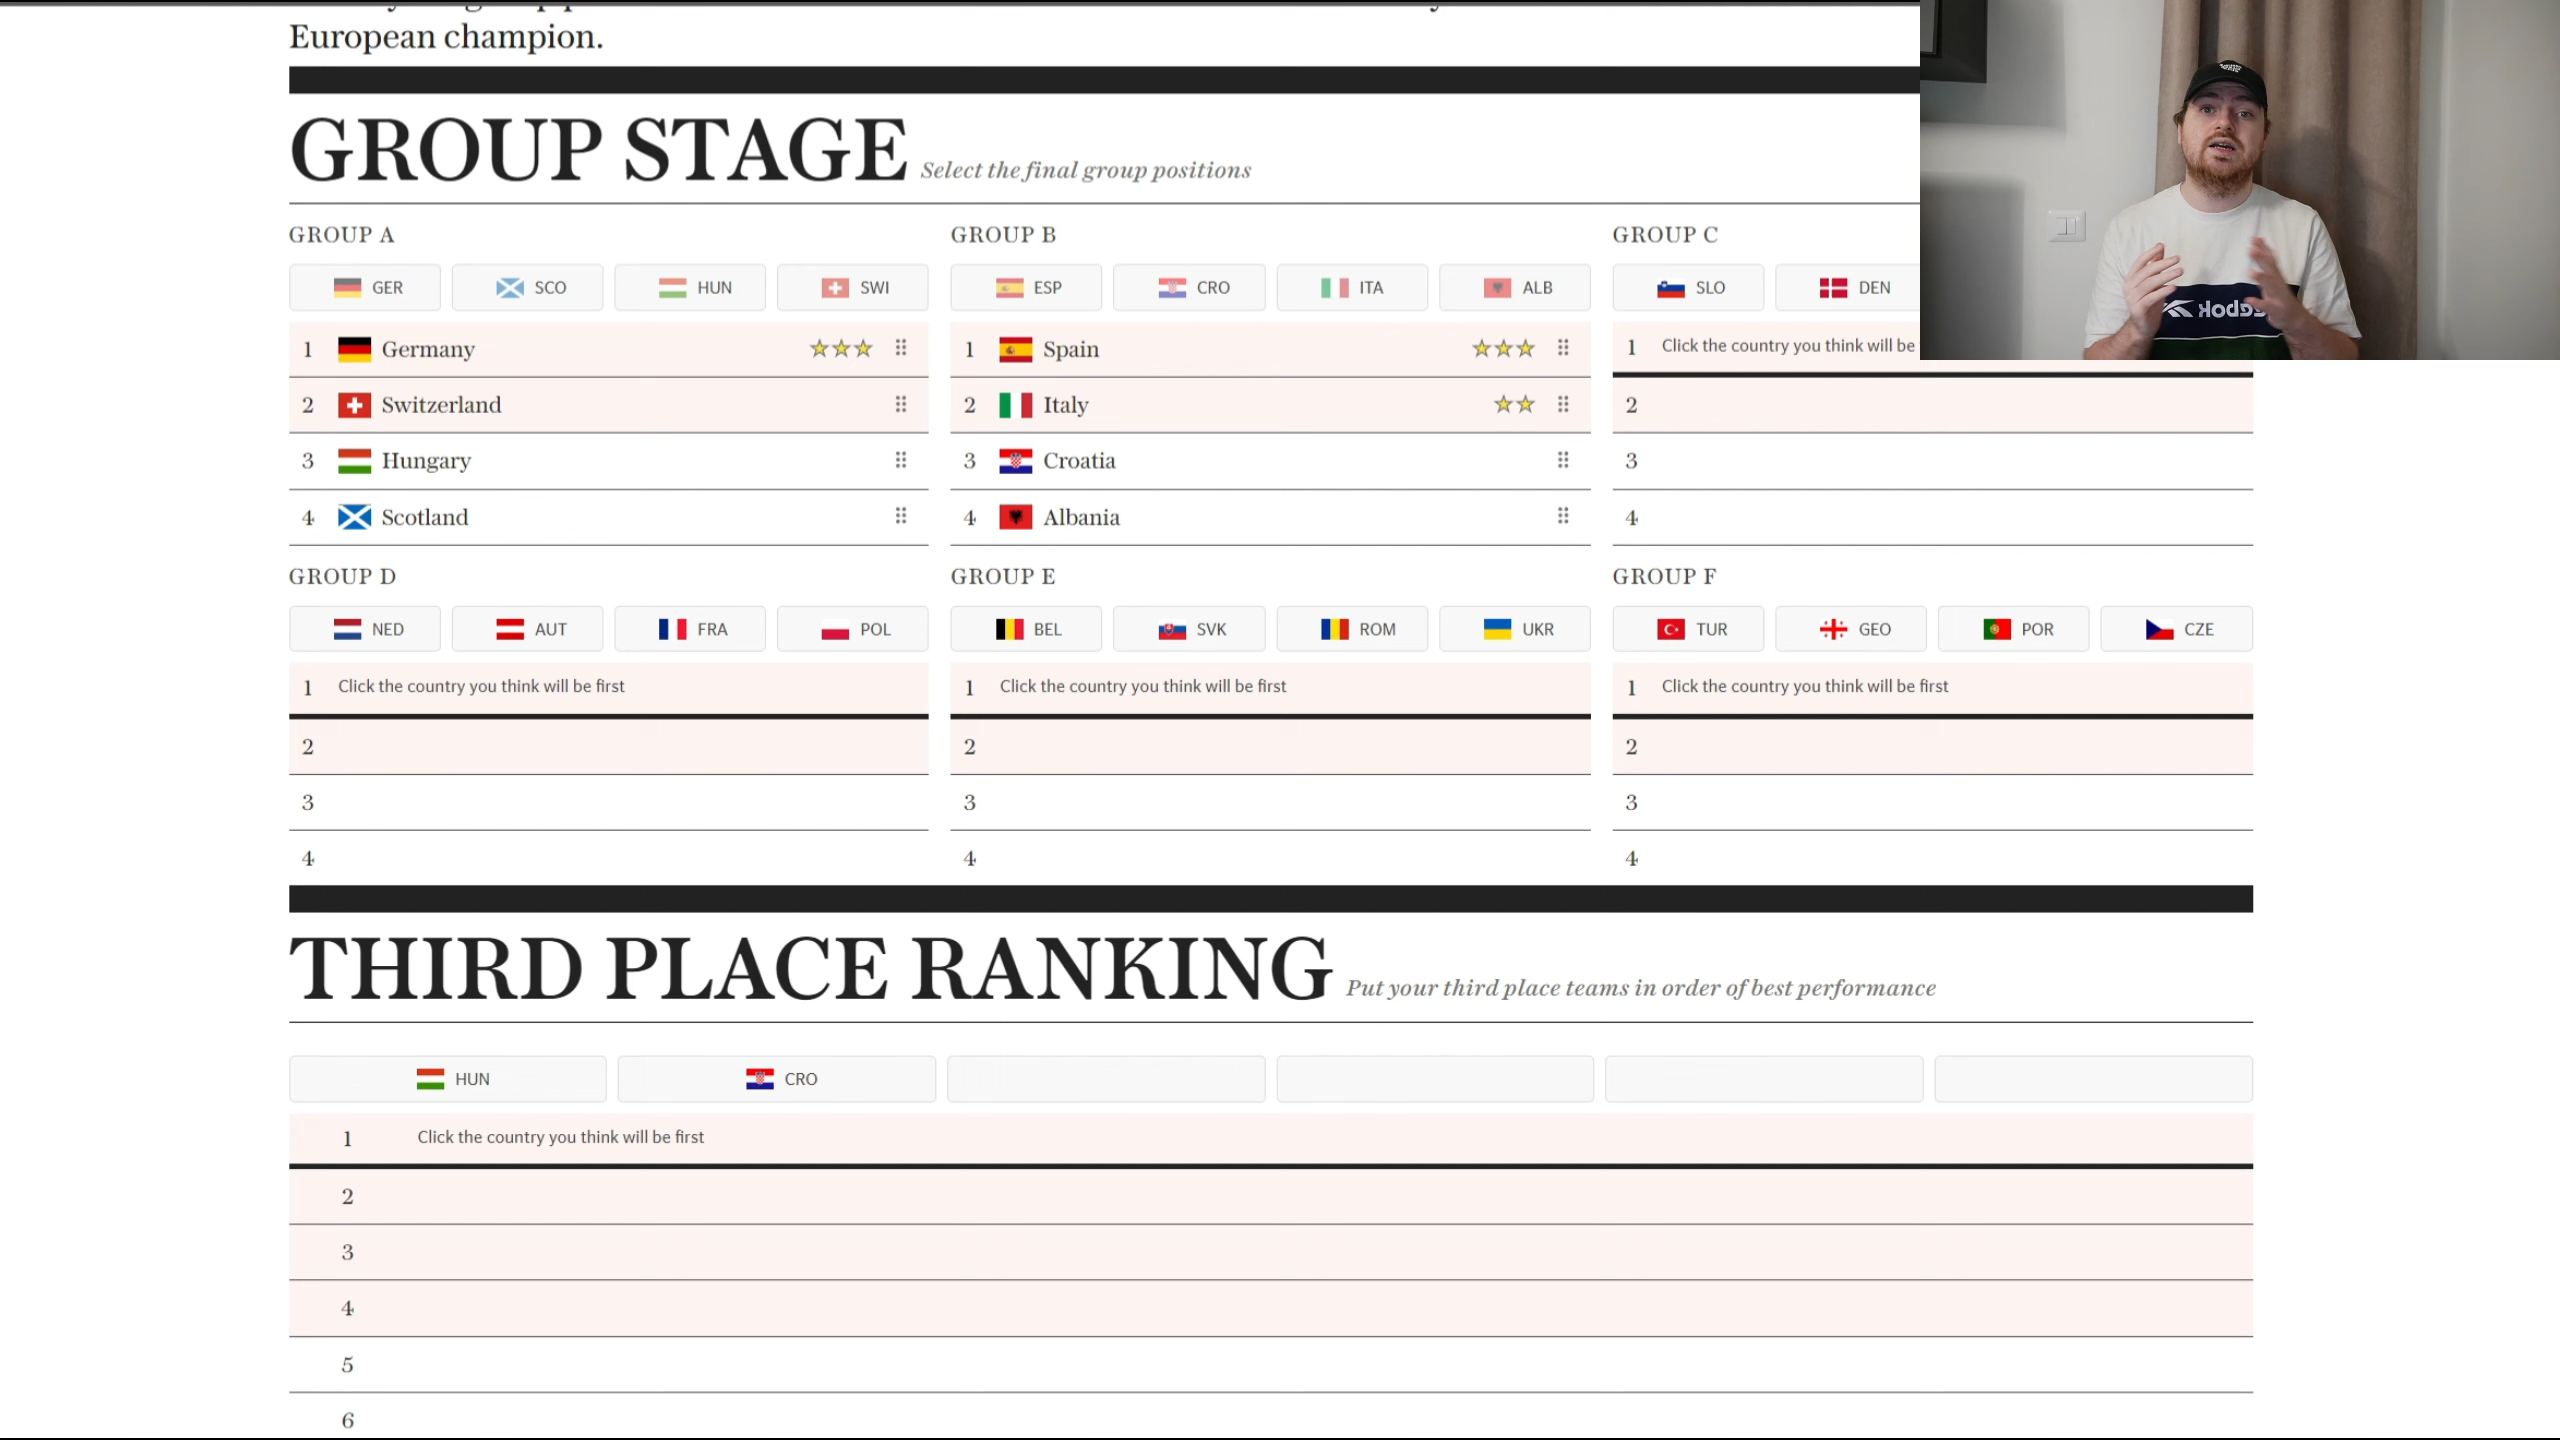 European champion.
GROUP STAGE Select the final group positions
GROUP A
GER SCO HUN SWI
1 Germany
2 Switzerland
3 Hungary
4 Scotland
GROUP B
ESP CRO ITA ALB
1 Spain
2 Italy
3 Croatia
4 Albania
GROUP C
SLO DEN
1 Click the country you think will be
2
3
4
GROUP D
NED AUT FRA POL
1 Click the country you think will be first
2
3
4
GROUP E
BEL SVK ROM UKR
1 Click the country you think will be first
2
3
4
GROUP F
TUR GEO POR CZE
1 Click the country you think will be first
2
3
4
THIRD PLACE RANKING Put your third place teams in order of best performance
HUN CRO
1 Click the country you think will be first
2
3
4
5
6